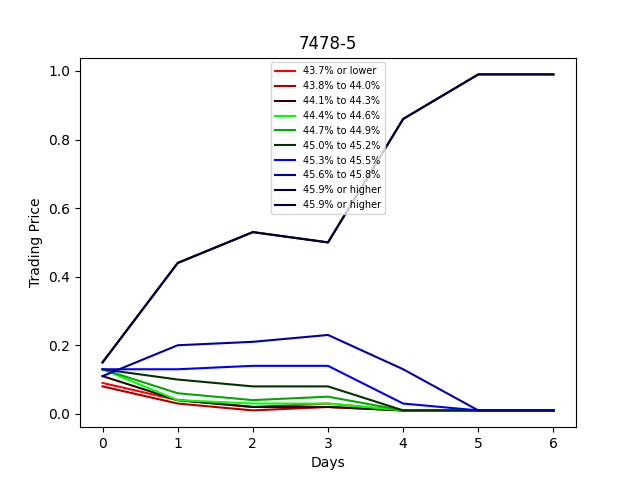 7478-5
43.7% or lower
43.8% to 44.0%
44.1% to 44.3%
44.4% to 44.6%
44.7% to 44.9%
45.0% to 45.2%
45.3% to 45.5%
45.6% to 45.8%
45.9% or higher
45.9% or higher
Trading Price
1.0
0.8
0.6
0.4
0.2
0.0
0 1 2 3 4 5 6
Days